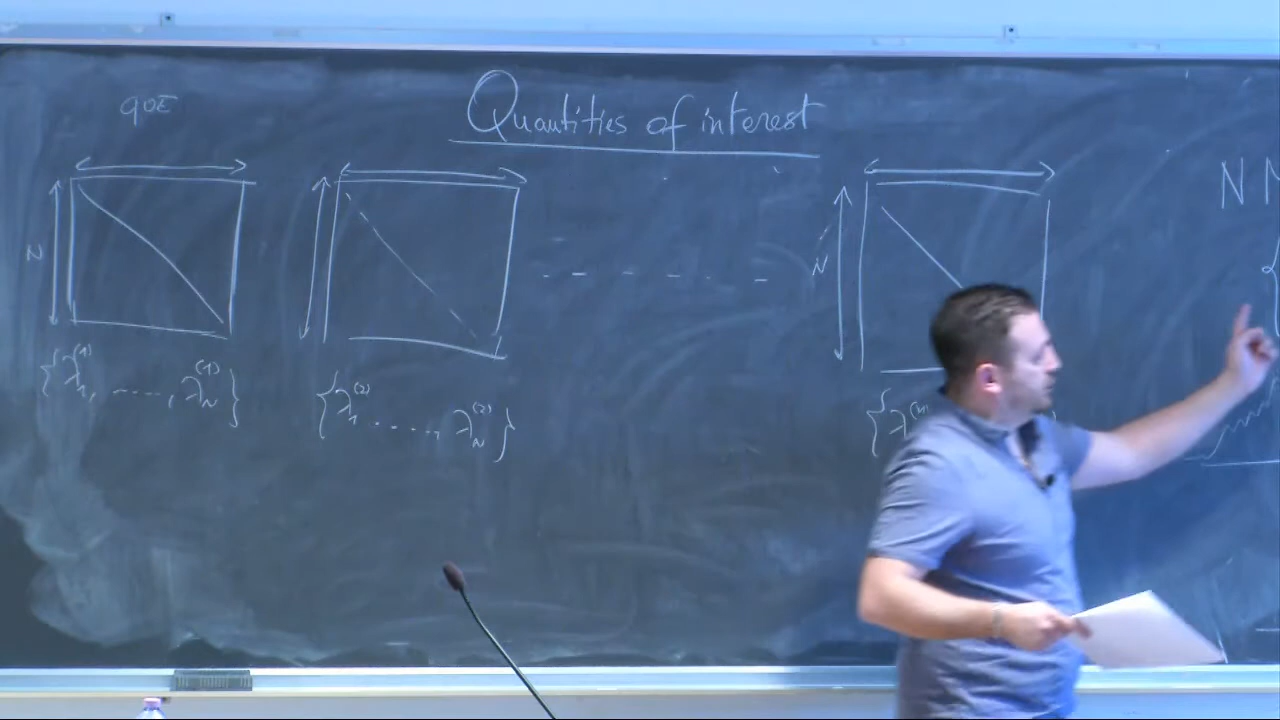 gOE
Quantities of interest
N
N
N
{λ₁⁽¹⁾, ....., λ_N⁽¹⁾}
{λ₁⁽²⁾ ....., λ_N⁽²⁾}
{λ⁽ᵐ⁾